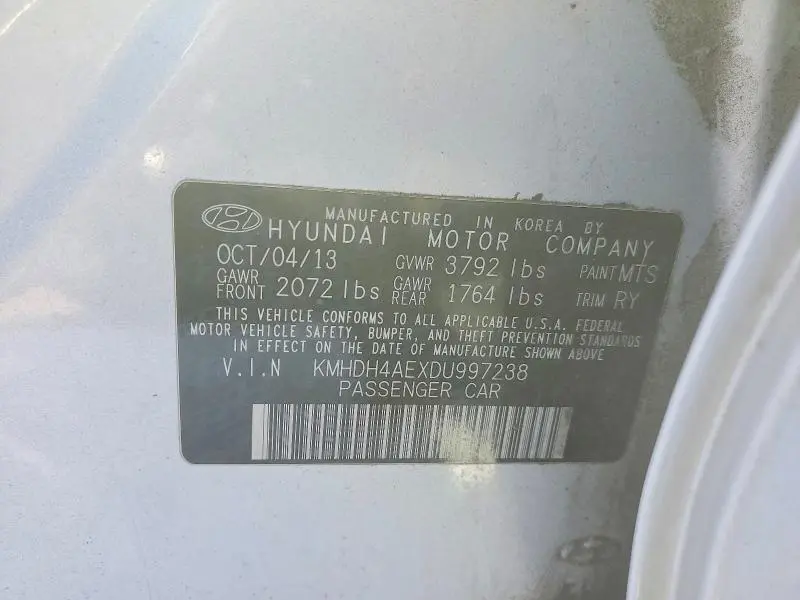 MANUFACTURED IN KOREA BY
HYUNDAI MOTOR COMPANY
OCT/04/13 GVWR 3792 lbs PAINT MTS
GAWR FRONT 2072 lbs GAWR REAR 1764 lbs TRIM RY
THIS VEHICLE CONFORMS TO ALL APPLICABLE U.S.A. FEDERAL
MOTOR VEHICLE SAFETY, BUMPER, AND THEFT PREVENTION STANDARDS
IN EFFECT ON THE DATE OF MANUFACTURE SHOWN ABOVE
V.I.N KMHDH4AEXDU997238
PASSENGER CAR